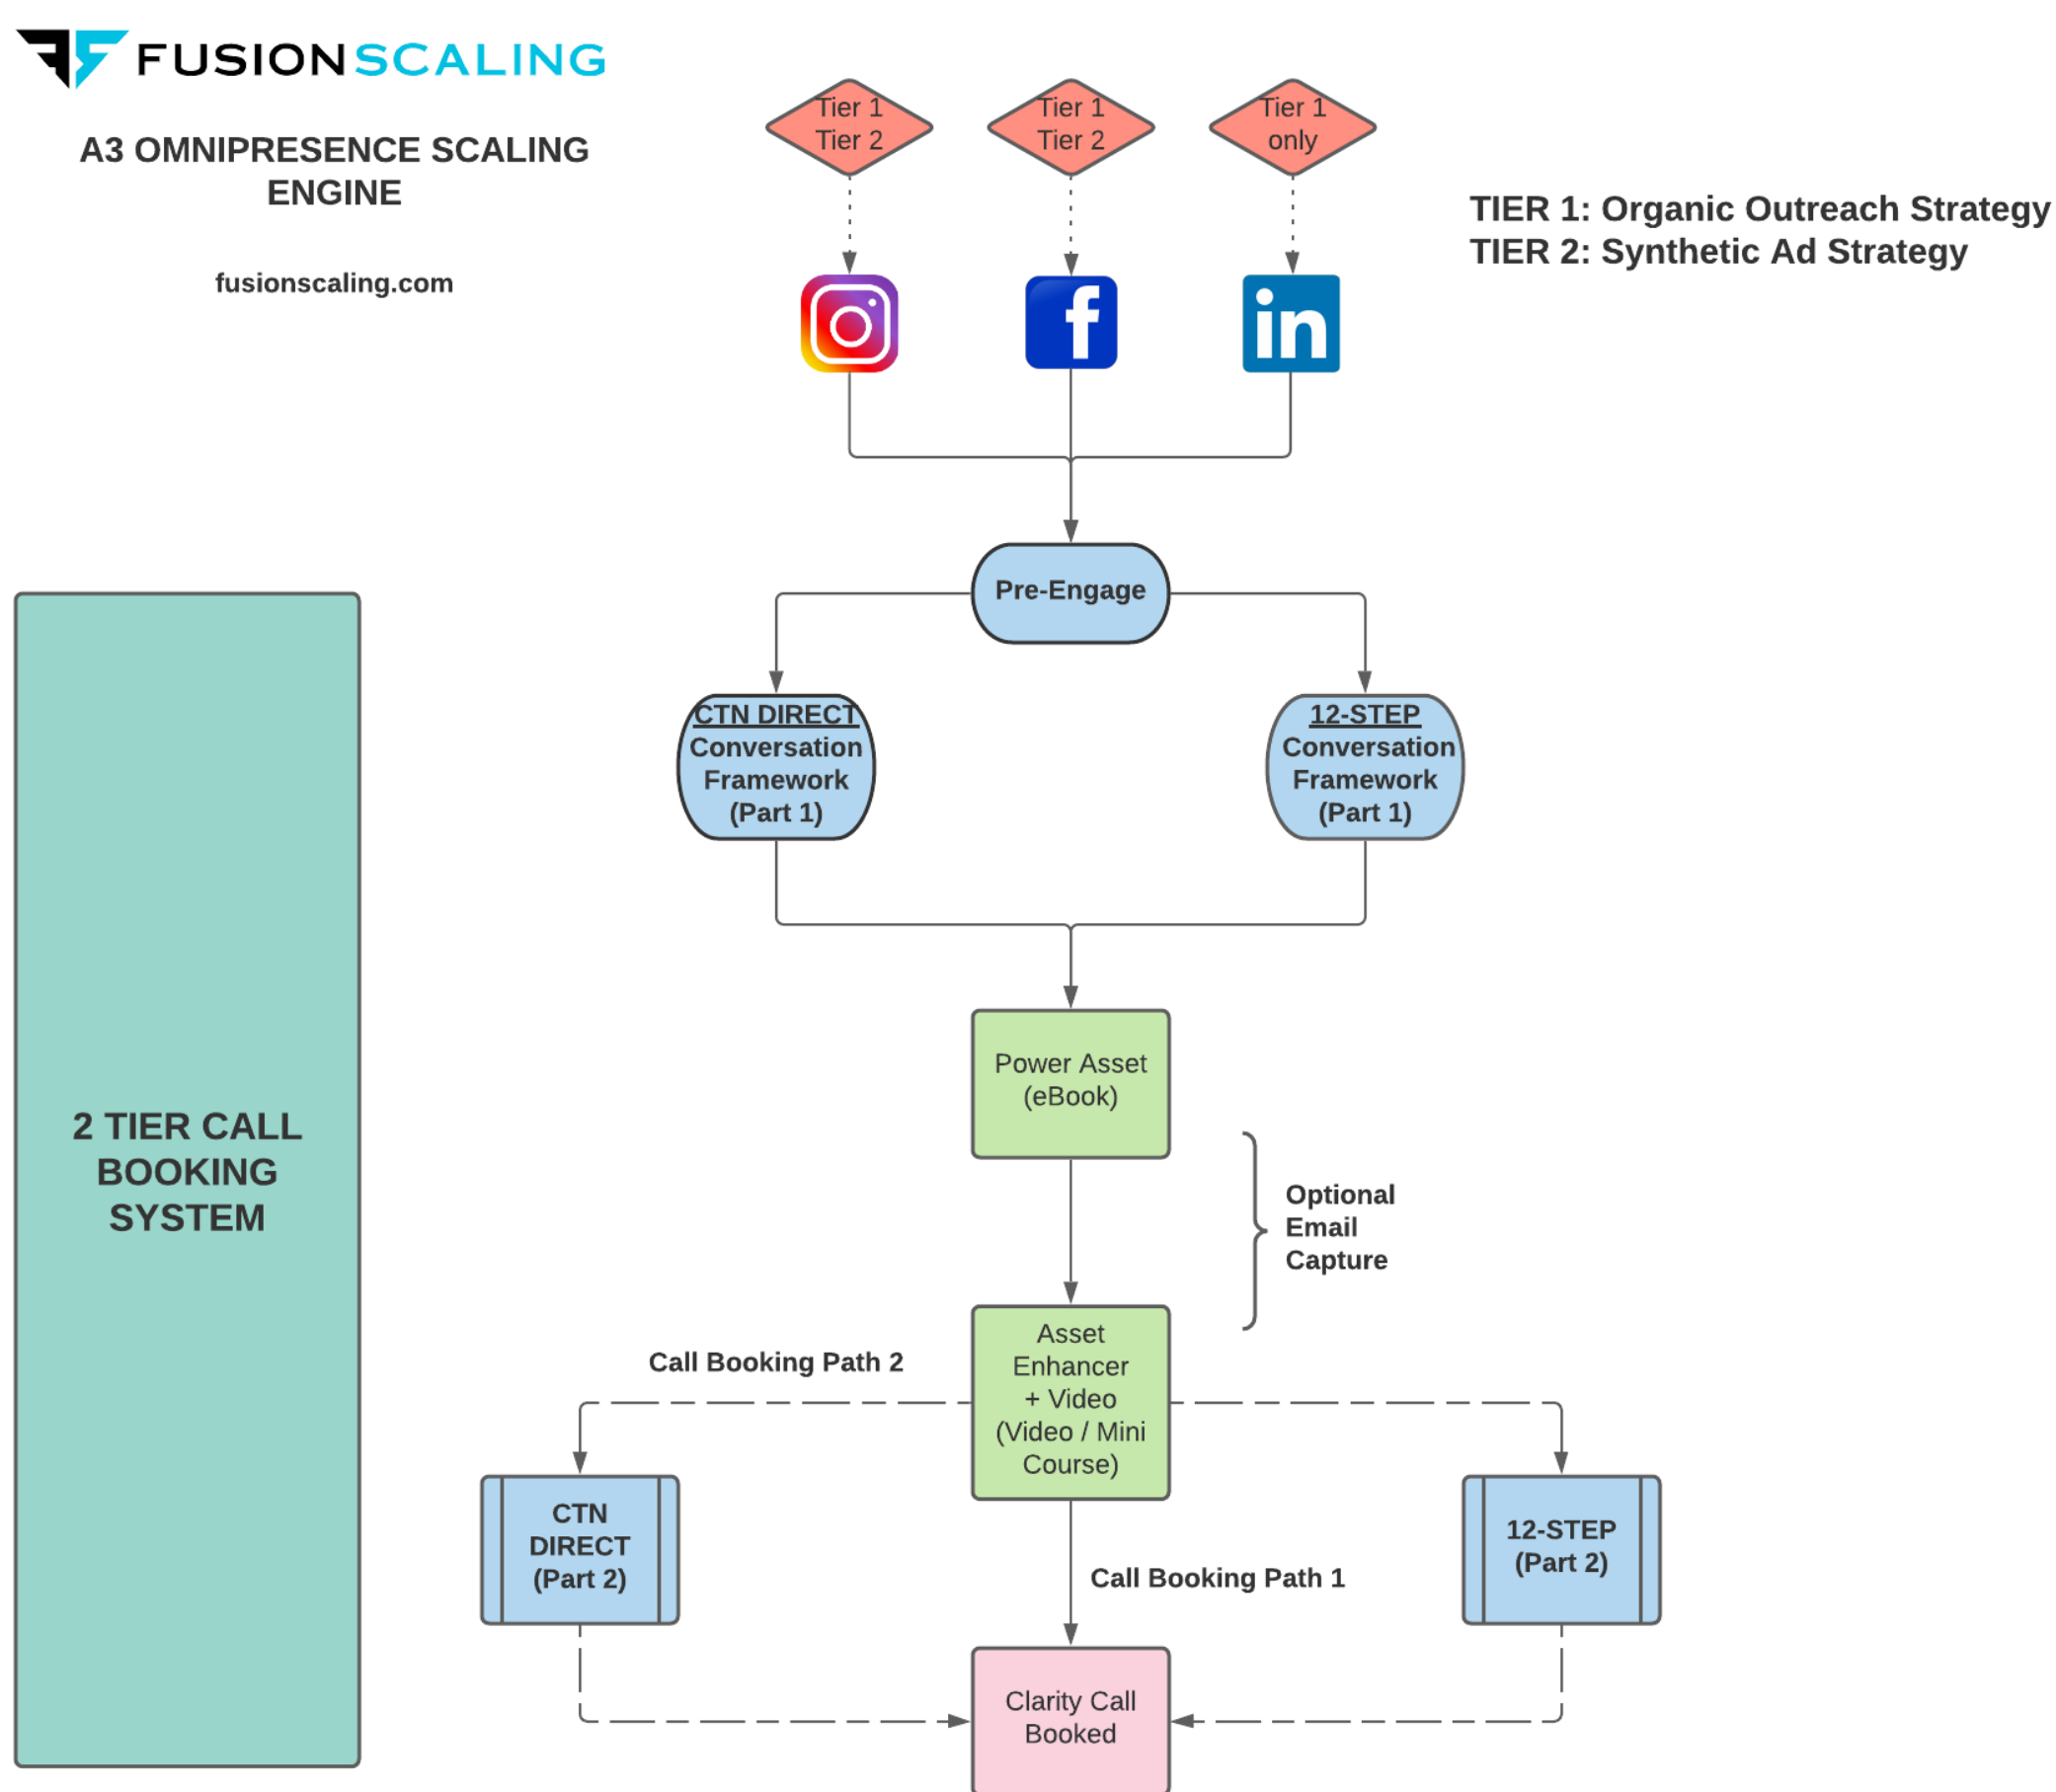 FUSIONSCALING
A3 OMNIPRESENCE SCALING
ENGINE
fusionscaling.com
Tier 1
Tier 2
Tier 1
Tier 2
Tier 1
only
TIER 1: Organic Outreach Strategy
TIER 2: Synthetic Ad Strategy
in
Pre-Engage
CTN DIRECT
Conversation
Framework
(Part 1)
12-STEP
Conversation
Framework
(Part 1)
2 TIER CALL
BOOKING
SYSTEM
Power Asset
(eBook)
Optional
Email
Capture
Asset
Enhancer
+ Video
(Video / Mini
Course)
Call Booking Path 2
CTN
DIRECT
(Part 2)
Call Booking Path 1
12-STEP
(Part 2)
Clarity Call
Booked